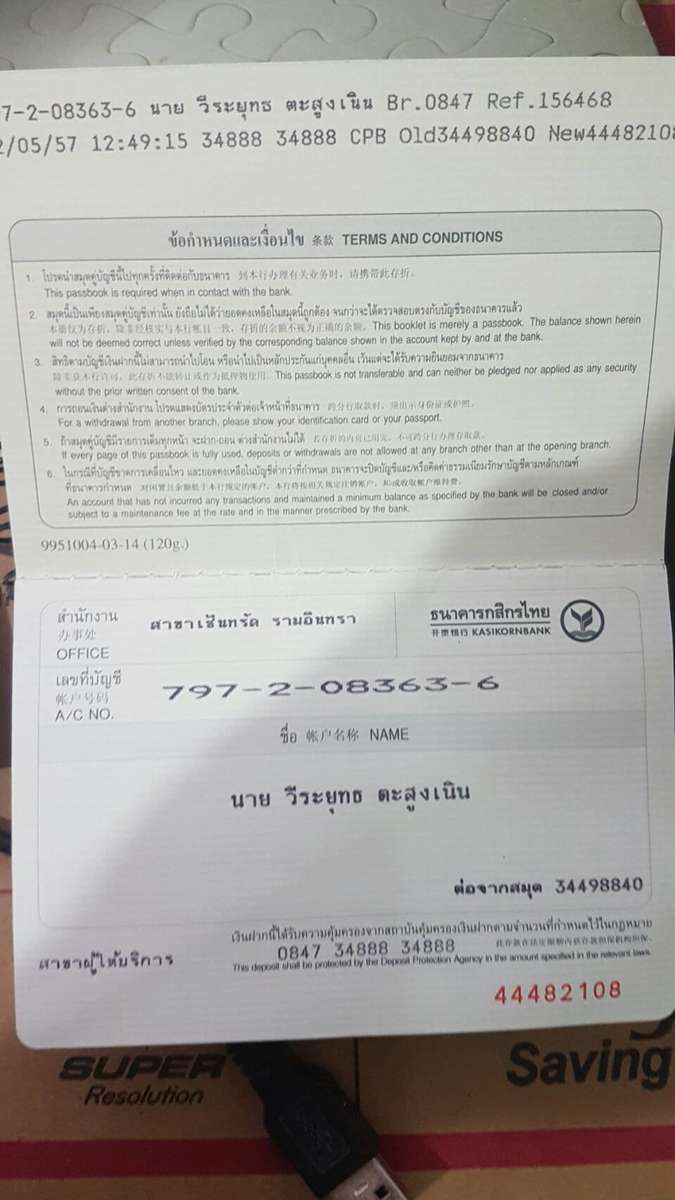 7-2-08363-6 นาย วีระยุทธ ตะสูงเนิน Br.0847 Ref.156468
2/05/57 12:49:15 34888 34888 CPB Old34498840 New44482108
ข้อกำหนดและเงื่อนไข 条款 TERMS AND CONDITIONS
1. โปรดนำสมุดคู่บัญชีนี้ไปทุกครั้งที่ติดต่อกับธนาคาร 到本行办理有关业务时，请携带此存折。
This passbook is required when in contact with the bank.
2. สมุดนี้เป็นเพียงสมุดคู่บัญชีเท่านั้น ยังถือไม่ได้ว่ายอดคงเหลือในสมุดนี้ถูกต้อง จนกว่าจะได้ตรวจสอบตรงกับบัญชีของธนาคารแล้ว
本册仅为存折，除非经核实与本行帐目一致，存折的余额不视为正确的余额。This booklet is merely a passbook. The balance shown herein
will not be deemed correct unless verified by the corresponding balance shown in the account kept by and at the bank.
3. สิทธิตามบัญชีเงินฝากนี้ไม่สามารถนำไปโอน หรือนำไปเป็นหลักประกันแก่บุคคลอื่น เว้นแต่จะได้รับความยินยอมจากธนาคาร
除非获本行许可，此存折不能转让或作为抵押物使用。This passbook is not transferable and can neither be pledged nor applied as any security
without the prior written consent of the bank.
4. การถอนเงินต่างสำนักงาน โปรดแสดงบัตรประจำตัวต่อเจ้าหน้าที่ธนาคาร 跨分行取款时，须出示身份证或护照。
For a withdrawal from another branch, please show your identification card or your passport.
5. ถ้าสมุดคู่บัญชีมีรายการเต็มทุกหน้า จะฝาก-ถอน ต่างสำนักงานไม่ได้ 若存折的内页已用完，不可跨分行办理存取款。
If every page of this passbook is fully used, deposits or withdrawals are not allowed at any branch other than at the opening branch.
6. ในกรณีที่บัญชีขาดการเคลื่อนไหว และยอดคงเหลือในบัญชีต่ำกว่าที่กำหนด ธนาคารจะปิดบัญชีและ/หรือคิดค่าธรรมเนียมรักษาบัญชีตามหลักเกณฑ์
ที่ธนาคารกำหนด
An account that has not incurred any transactions and maintained a minimum balance as specified by the bank will be closed and/or
subject to a maintenance fee at the rate and in the manner prescribed by the bank.
9951004-03-14 (120g.)
สำนักงาน
办事处
OFFICE
สาขาเซ็นทรัล รามอินทรา
ธนาคารกสิกรไทย
开泰银行 KASIKORNBANK
เลขที่บัญชี
帐户号码
A/C NO.
797-2-08363-6
ชื่อ 帐户名称 NAME
นาย วีระยุทธ ตะสูงเนิน
ต่อจากสมุด 34498840
เงินฝากนี้ได้รับความคุ้มครองจากสถาบันคุ้มครองเงินฝากตามจำนวนที่กำหนดไว้ในกฎหมาย
0847 34888 34888
สาขาผู้ให้บริการ
This deposit shall be protected by the Deposit Protection Agency in the amount specified in the relevant laws.
44482108
SUPER
Resolution
Saving